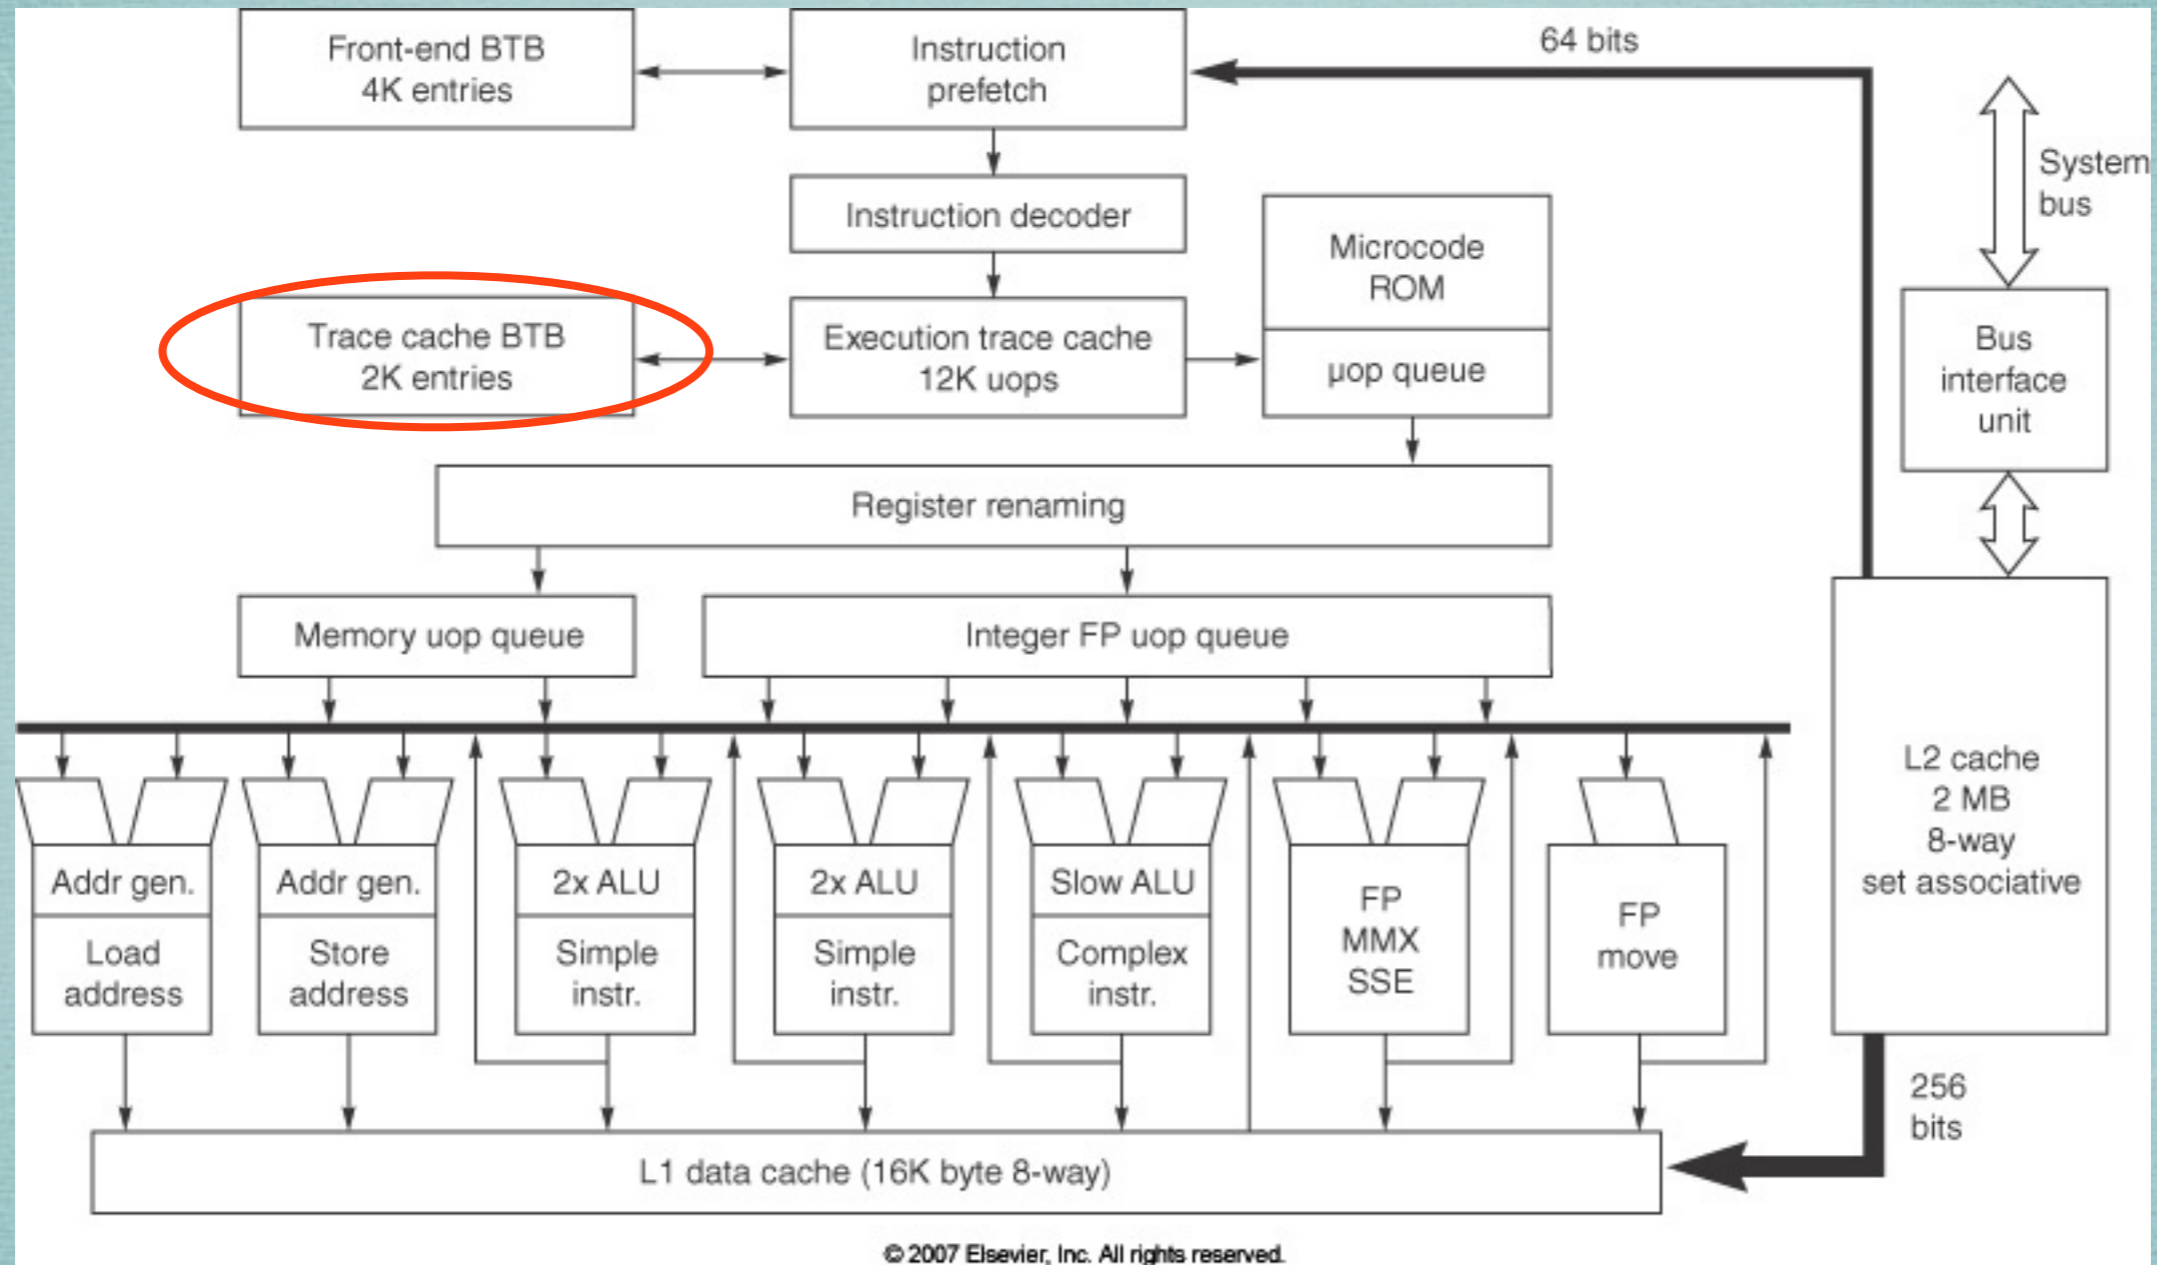 Front-end BTB
4K entries
Instruction
prefetch
64 bits
System
bus
Instruction decoder
Microcode
ROM
Trace cache BTB
2K entries
Execution trace cache
12K uops
µop queue
Bus
interface
unit
Register renaming
Memory uop queue
Integer FP uop queue
L2 cache
2 MB
8-way
set associative
Addr gen.
Load
address
Addr gen.
Store
address
2x ALU
Simple
instr.
2x ALU
Simple
instr.
Slow ALU
Complex
instr.
FP
MMX
SSE
FP
move
256
bits
L1 data cache (16K byte 8-way)
© 2007 Elsevier, Inc. All rights reserved.